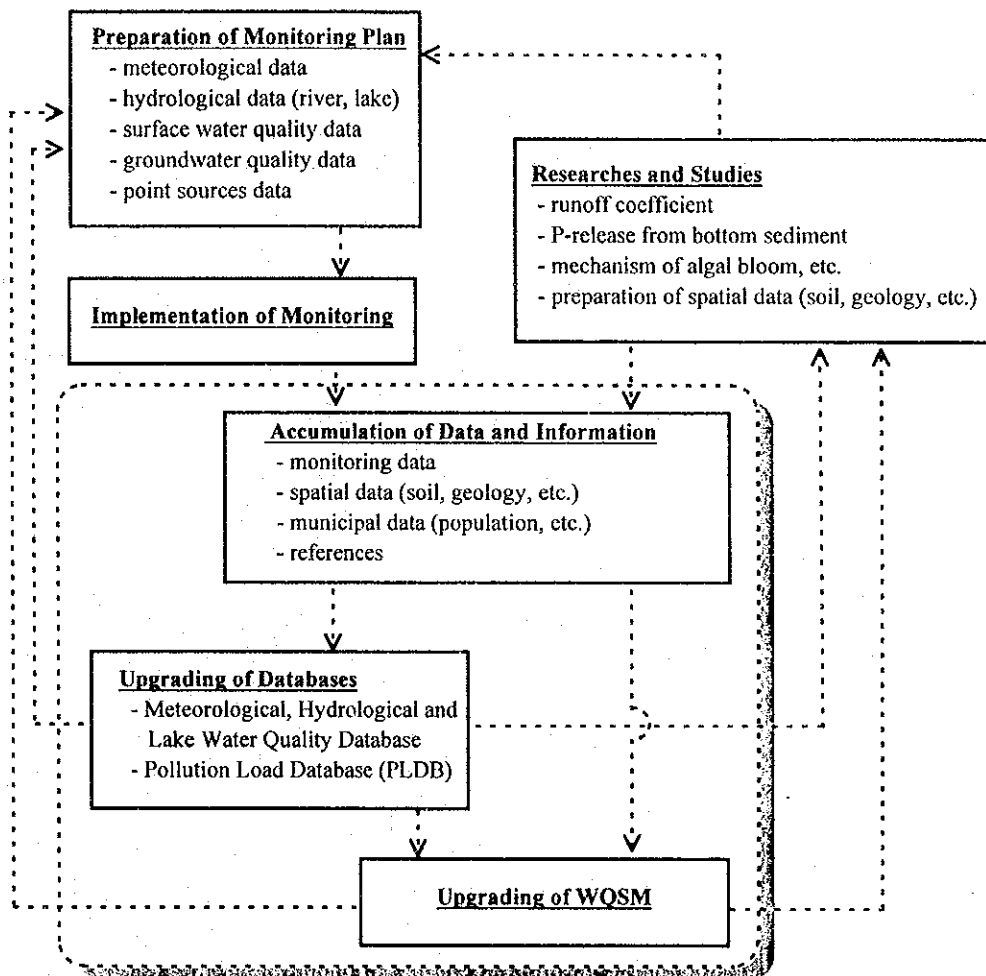 Preparation of Monitoring Plan
- meteorological data
- hydrological data (river, lake)
- surface water quality data
- groundwater quality data
- point sources data
Researches and Studies
- runoff coefficient
- P-release from bottom sediment
- mechanism of algal bloom, etc.
- preparation of spatial data (soil, geology, etc.)
Implementation of Monitoring
Accumulation of Data and Information
- monitoring data
- spatial data (soil, geology, etc.)
- municipal data (population, etc.)
- references
Upgrading of Databases
- Meteorological, Hydrological and
Lake Water Quality Database
- Pollution Load Database (PLDB)
Upgrading of WQSM